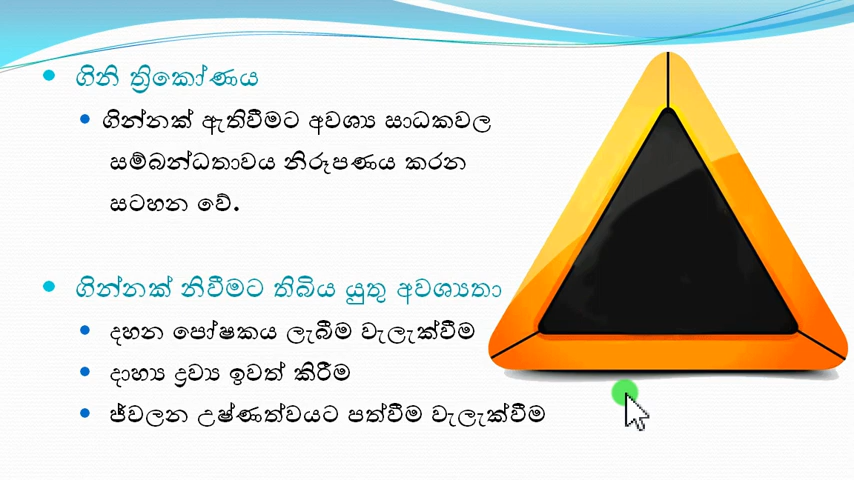 ගිනි ත්‍රිකෝණය
ගින්නක් ඇතිවීමට අවශ්‍ය සාධකවල
සම්බන්ධතාවය නිරූපණය කරන
සටහන වේ.
ගින්නක් නිවීමට තිබිය යුතු අවශ්‍යතා
දහන පෝෂකය ලැබීම වැලැක්වීම
දාහ්‍ය ද්‍රව්‍ය ඉවත් කිරීම
ජ්වලන උෂ්ණත්වයට පත්වීම වැලැක්වීම